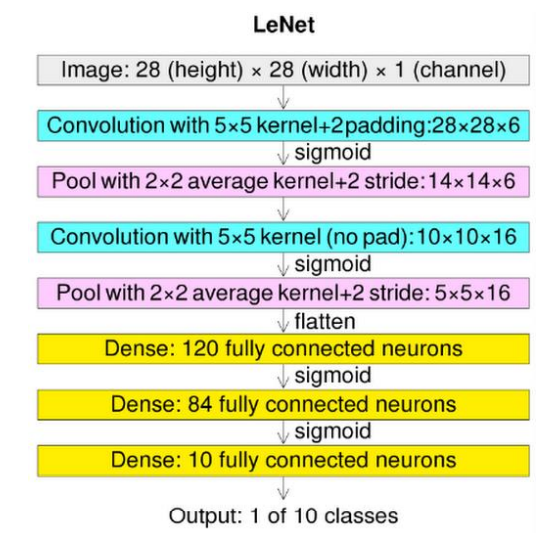 LeNet
Image: 28 (height) × 28 (width) × 1 (channel)
Convolution with 5×5 kernel+2padding:28×28×6
sigmoid
Pool with 2×2 average kernel+2 stride:14×14×6
Convolution with 5×5 kernel (no pad):10×10×16
sigmoid
Pool with 2×2 average kernel+2 stride: 5×5×16
flatten
Dense: 120 fully connected neurons
sigmoid
Dense: 84 fully connected neurons
sigmoid
Dense: 10 fully connected neurons
Output: 1 of 10 classes